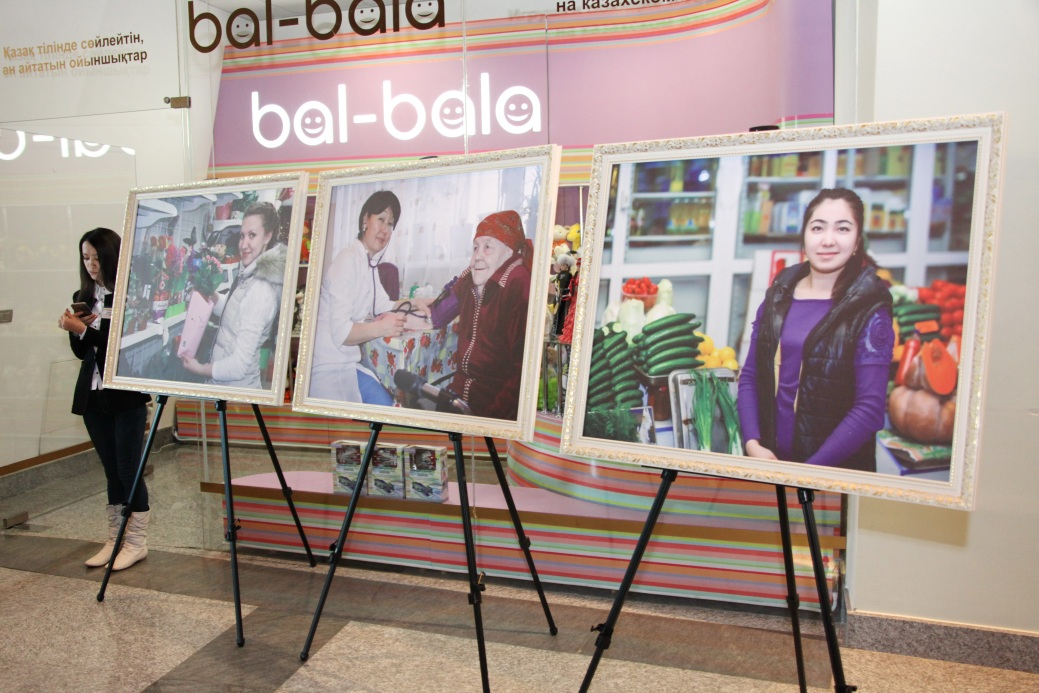 bal-bala
на казахском
Қазақ тілінде сөйлейтін,
ән айтатын ойыншықтар
bal-bala